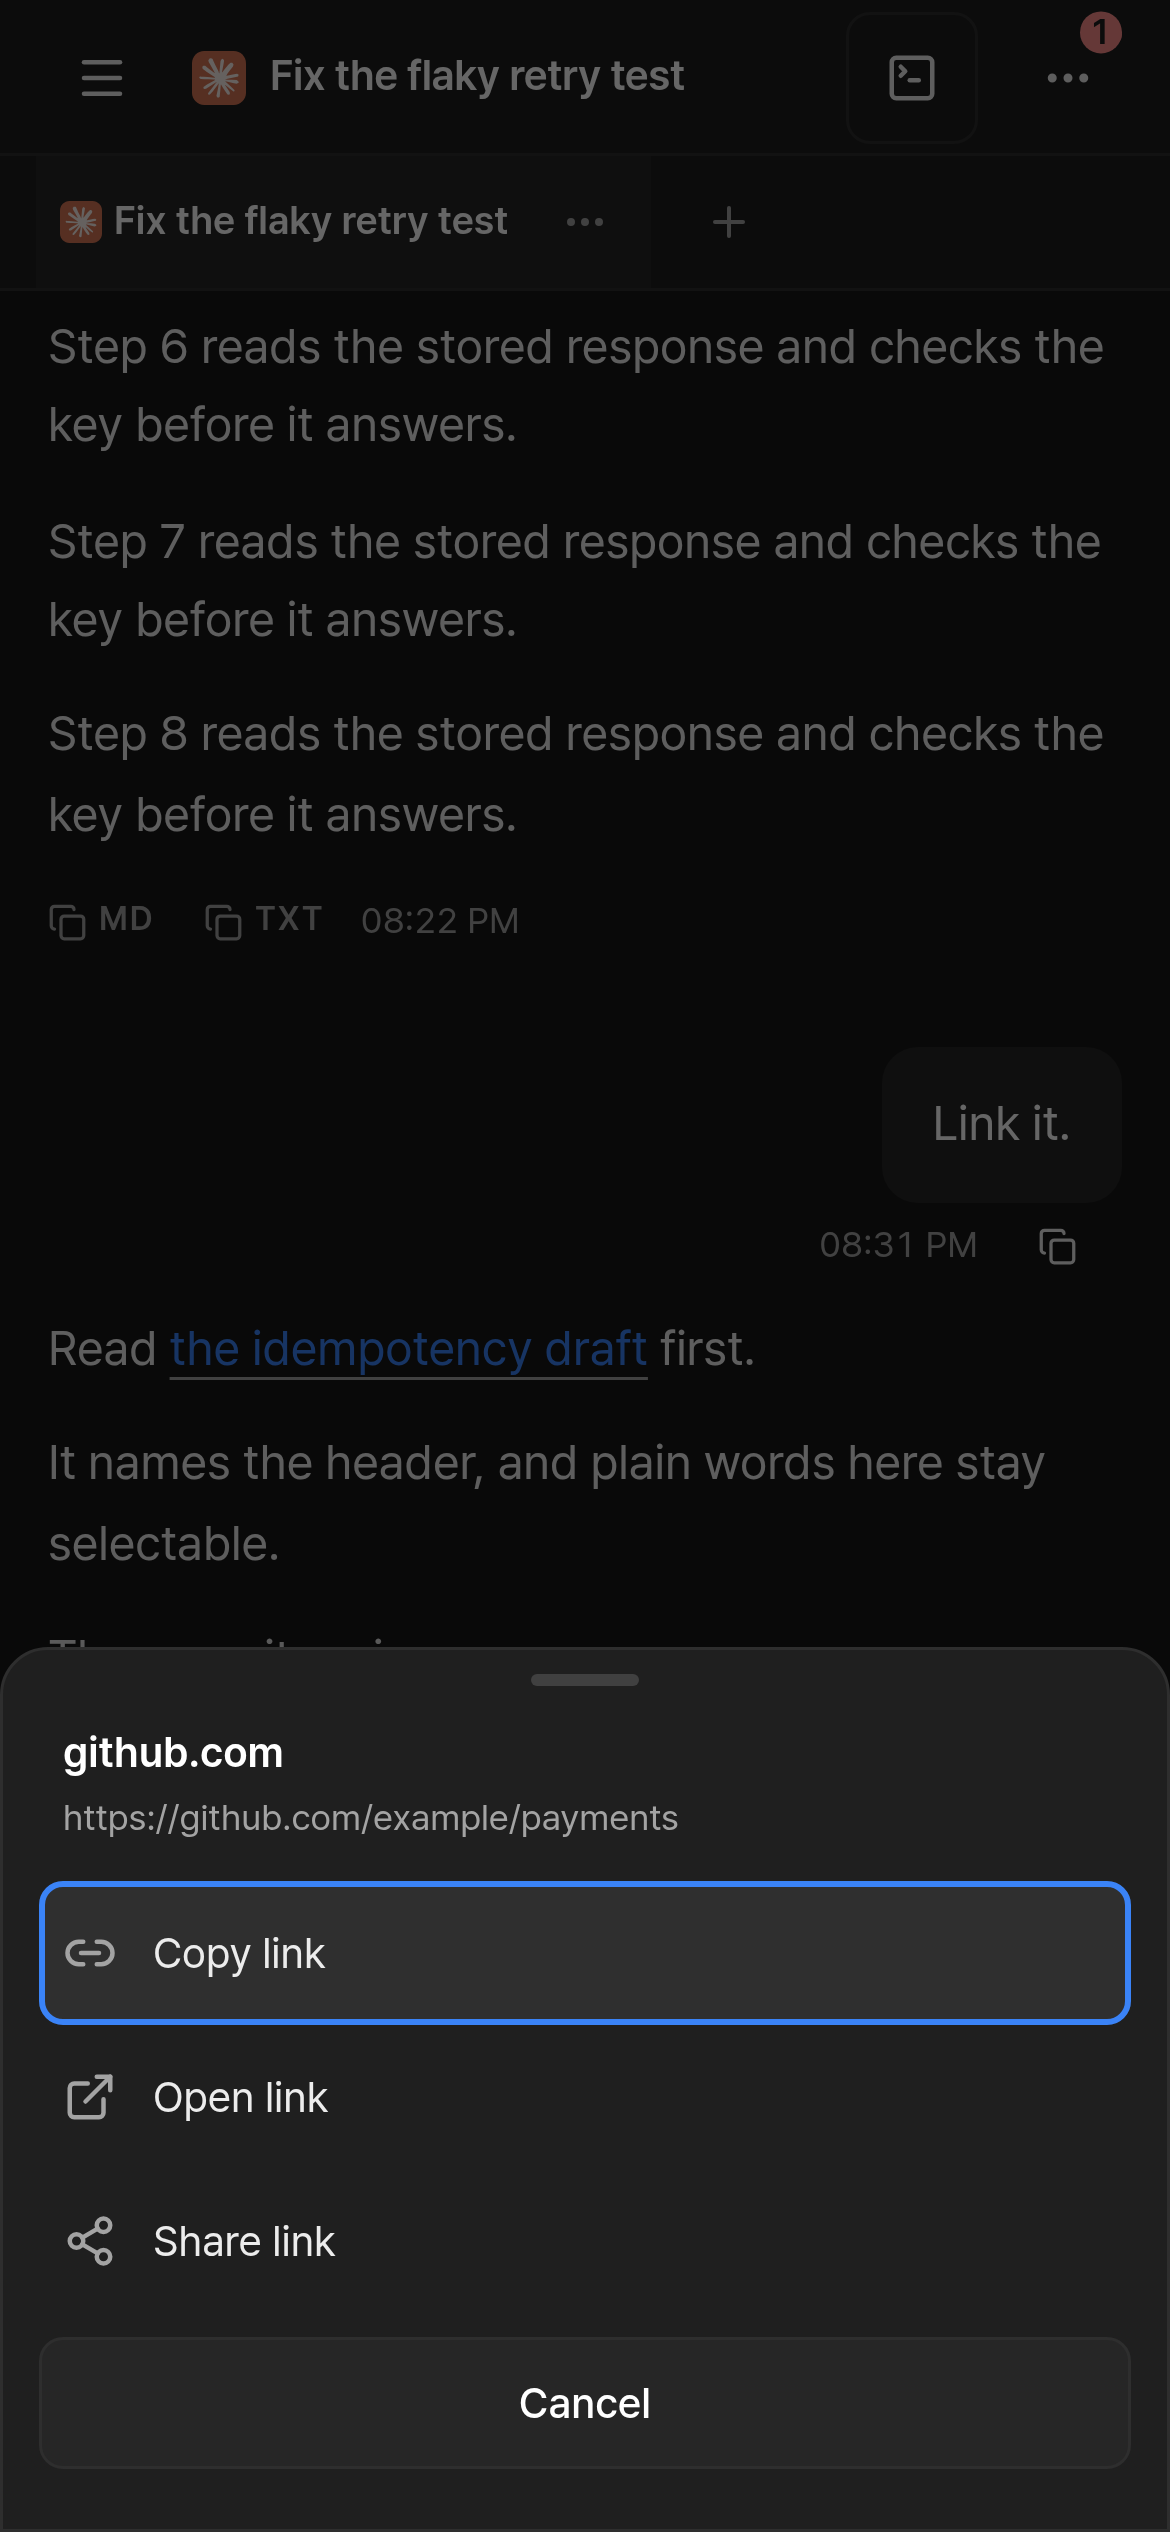 Fix the flaky retry test
1
Fix the flaky retry test
Step 6 reads the stored response and checks the
key before it answers.
Step 7 reads the stored response and checks the
key before it answers.
Step 8 reads the stored response and checks the
key before it answers.
MD TXT 08:22 PM
Link it.
08:31 PM
Read the idempotency draft first.
It names the header, and plain words here stay
selectable.
github.com
https://github.com/example/payments
Copy link
Open link
Share link
Cancel